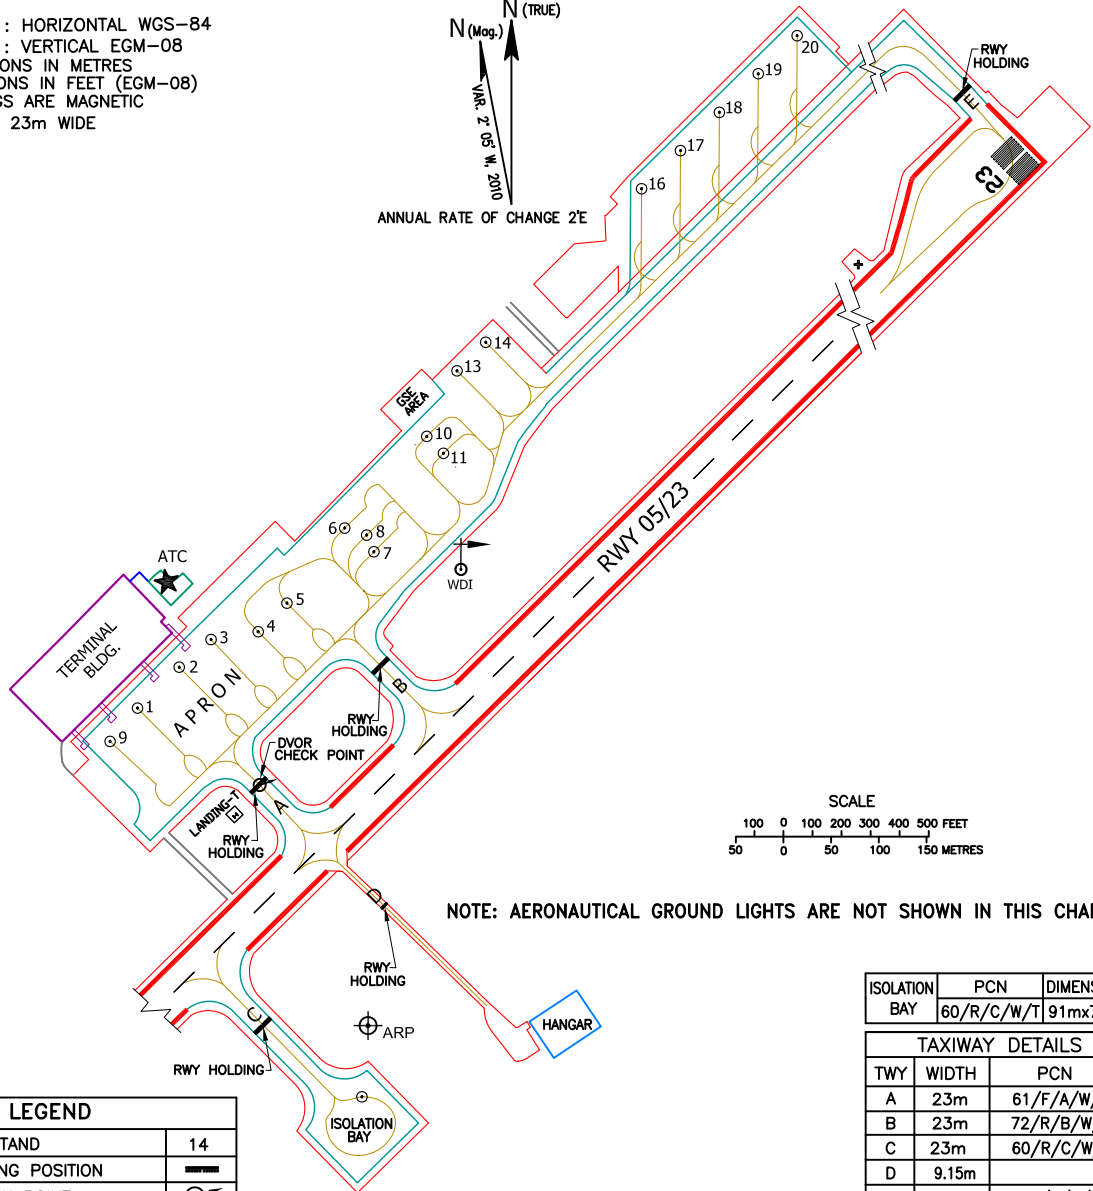 : HORIZONTAL WGS-84
: VERTICAL EGM-08
ONS IN METRES
ONS IN FEET (EGM-08)
GS ARE MAGNETIC
23m WIDE
N (TRUE)
N (Mag.)
VAR. 2° 05' W, 2010
ANNUAL RATE OF CHANGE 2'E
RWY
HOLDING
E
23
20
19
18
17
16
14
13
GSE
AREA
10
11
6
8
7
WDI
RWY 05/23
ATC
TERMINAL
BLDG.
5
4
3
2
1
9
APRON
B
RWY
HOLDING
DVOR
CHECK POINT
A
LANDING-T
RWY
HOLDING
SCALE
100 0 100 200 300 400 500 FEET
50 0 50 100 150 METRES
NOTE: AERONAUTICAL GROUND LIGHTS ARE NOT SHOWN IN THIS CHA
D
RWY
HOLDING
HANGAR
C
ARP
RWY HOLDING
ISOLATION
BAY
ISOLATION BAY PCN DIMENS
60/R/C/W/T 91mx7
TAXIWAY DETAILS
TWY WIDTH PCN
A 23m 61/F/A/W/
B 23m 72/R/B/W/
C 23m 60/R/C/W
D 9.15m
LEGEND
TAND 14
NG POSITION